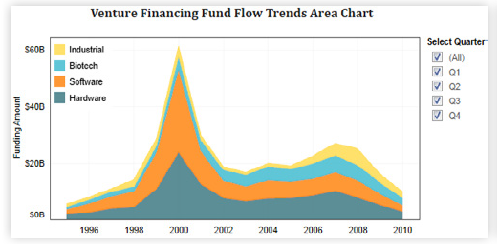 Venture Financing Fund Flow Trends Area Chart
$60B
$40B
$20B
$0B
Funding Amount
Industrial
Biotech
Software
Hardware
1996
1998
2000
2002
2004
2006
2008
2010
Select Quarter
(All)
Q1
Q2
Q3
Q4